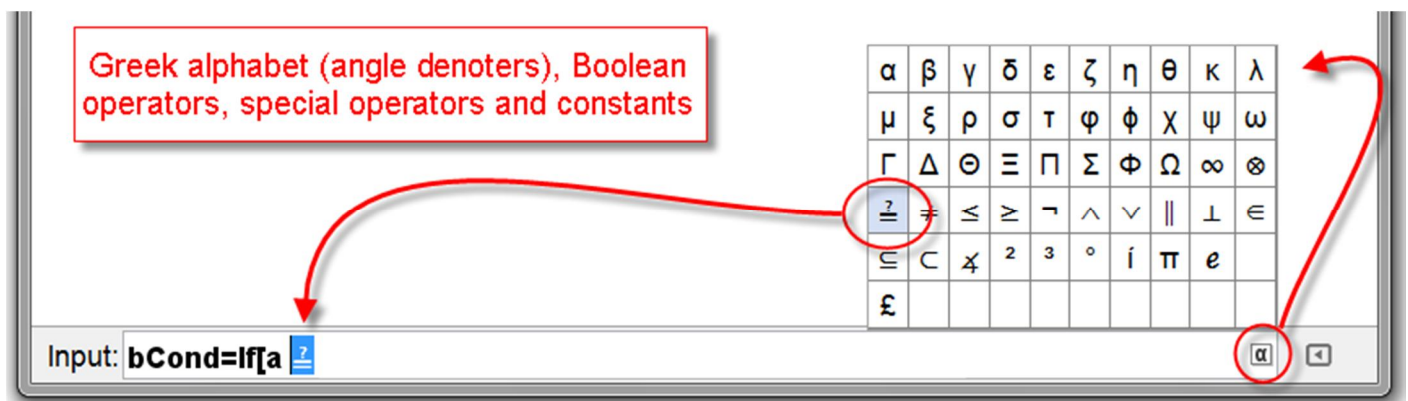 Greek alphabet (angle denoters), Boolean
operators, special operators and constants
α β γ δ ε ζ η θ κ λ
μ ξ ρ σ τ φ ϕ χ ψ ω
Γ Δ Θ Ξ Π Σ Φ Ω ∞ ⊗
≟ ≠ ≤ ≥ ¬ ∧ ∨ ∥ ⊥ ∈
⊆ ⊂ ∡ ² ³ ° í π e
£
Input: bCond=If[a ≟ α